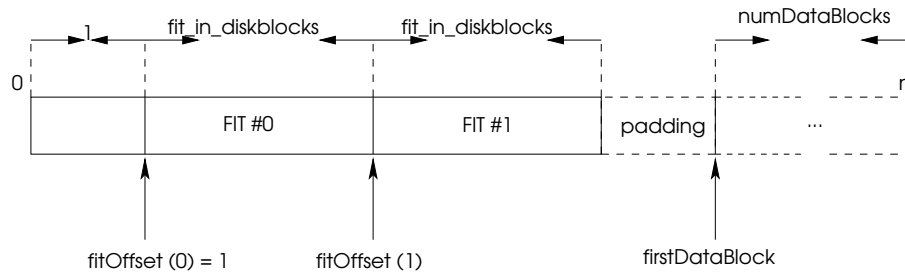 numDataBlocks
1 fit_in_diskblocks fit_in_diskblocks
0 n
FIT #0 FIT #1 padding ...
fitOffset (0) = 1 fitOffset (1) firstDataBlock